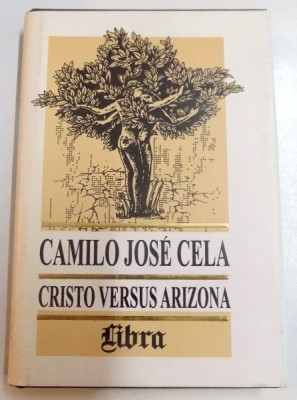 CAMILO JOSÉ CELA
CRISTO VERSUS ARIZONA
Libra